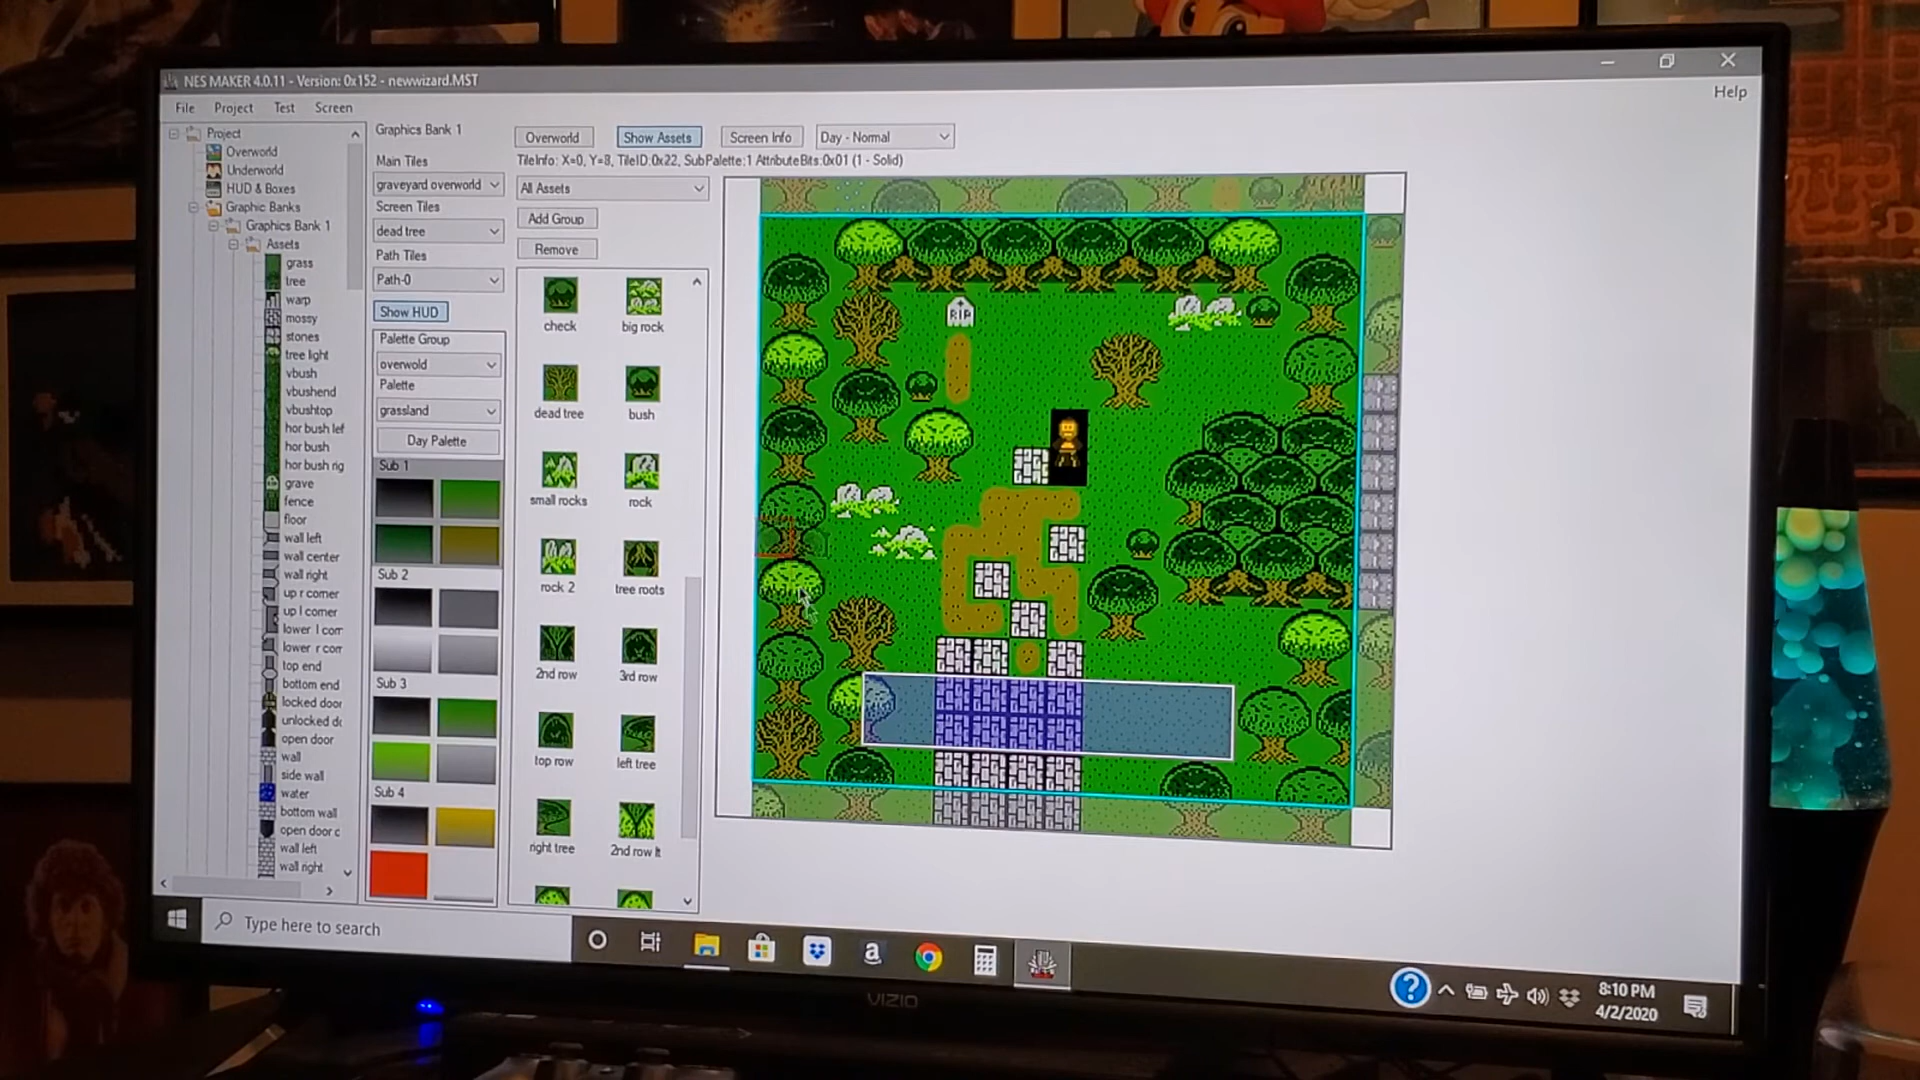 NES MAKER 4.0.11 - Version: 0x152 - newwizard.MST
File Project Test Screen
Help
Project
Overworld
Underworld
HUD & Boxes
Graphic Banks
Graphics Bank 1
Assets
grass
tree
warp
mossy
stones
tree light
vbush
vbushend
vbushtop
hor bush lef
hor bush
hor bush rig
grave
fence
floor
wall left
wall center
wall right
up r corner
up l corner
lower l corr
lower r corr
top end
bottom end
locked door
unlocked dc
open door
wall
side wall
water
bottom wall
open door c
wall left
wall right
Graphics Bank 1
Main Tiles
graveyard overworld
Screen Tiles
dead tree
Path Tiles
Path-0
Show HUD
Palette Group
overwold
Palette
grassland
Day Palette
Sub 1
Sub 2
Sub 3
Sub 4
Overworld Show Assets Screen Info Day - Normal
TileInfo: X=0, Y=8, TileID:0x22, SubPalette:1 AttributeBits:0x01 (1 - Solid)
All Assets
Add Group
Remove
check big rock
dead tree bush
small rocks rock
rock 2 tree roots
2nd row 3rd row
top row left tree
right tree 2nd row lt
RIP
Type here to search
a
?
8:10 PM
4/2/2020
VIZIO